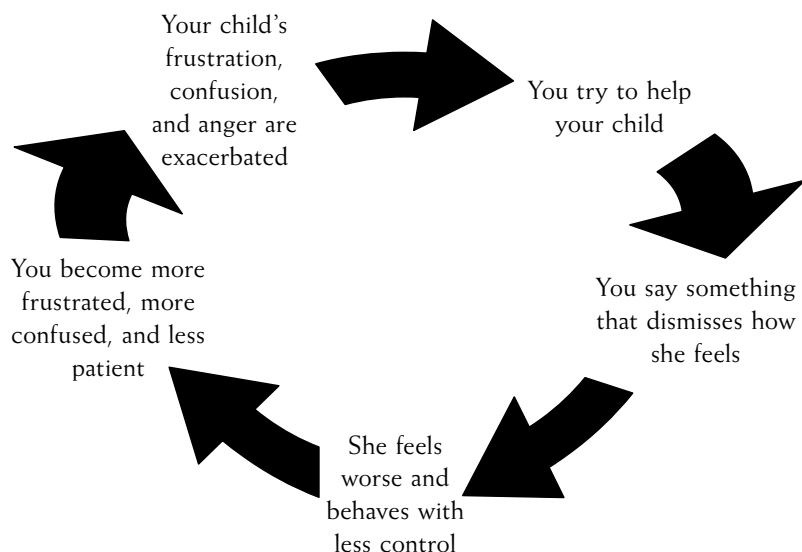 Your child’s
frustration,
confusion,
and anger are
exacerbated
You try to help
your child
You say something
that dismisses how
she feels
She feels
worse and
behaves with
less control
You become more
frustrated, more
confused, and less
patient